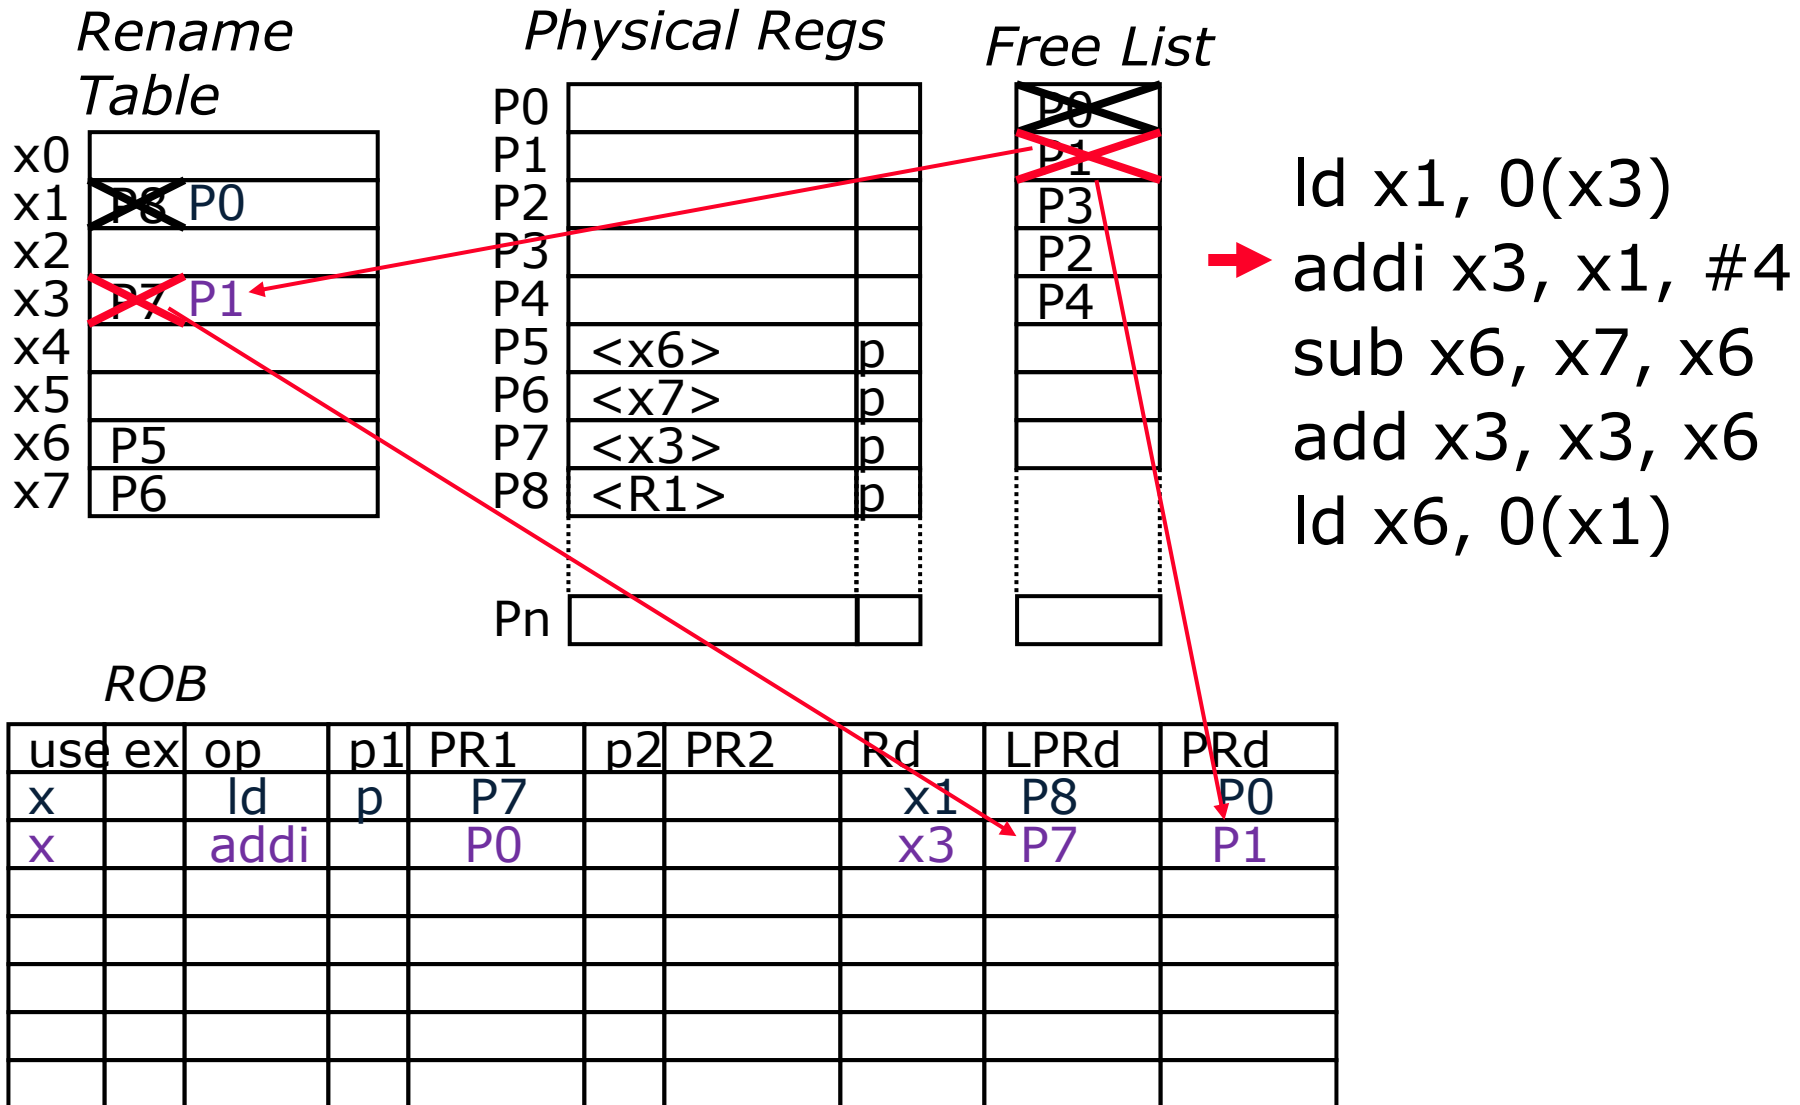 Rename Table
x0
x1 P8 P0
x2
x3 P7 P1
x4
x5
x6 P5
x7 P6
Physical Regs
P0
P1
P2
P3
P4
P5 <x6> p
P6 <x7> p
P7 <x3> p
P8 <R1> p
Pn
Free List
P0
P1
P3
P2
P4
ld x1, 0(x3)
addi x3, x1, #4
sub x6, x7, x6
add x3, x3, x6
ld x6, 0(x1)
ROB
use ex op p1 PR1 p2 PR2 Rd LPRd PRd
x ld p P7 x1 P8 P0
x addi P0 x3 P7 P1